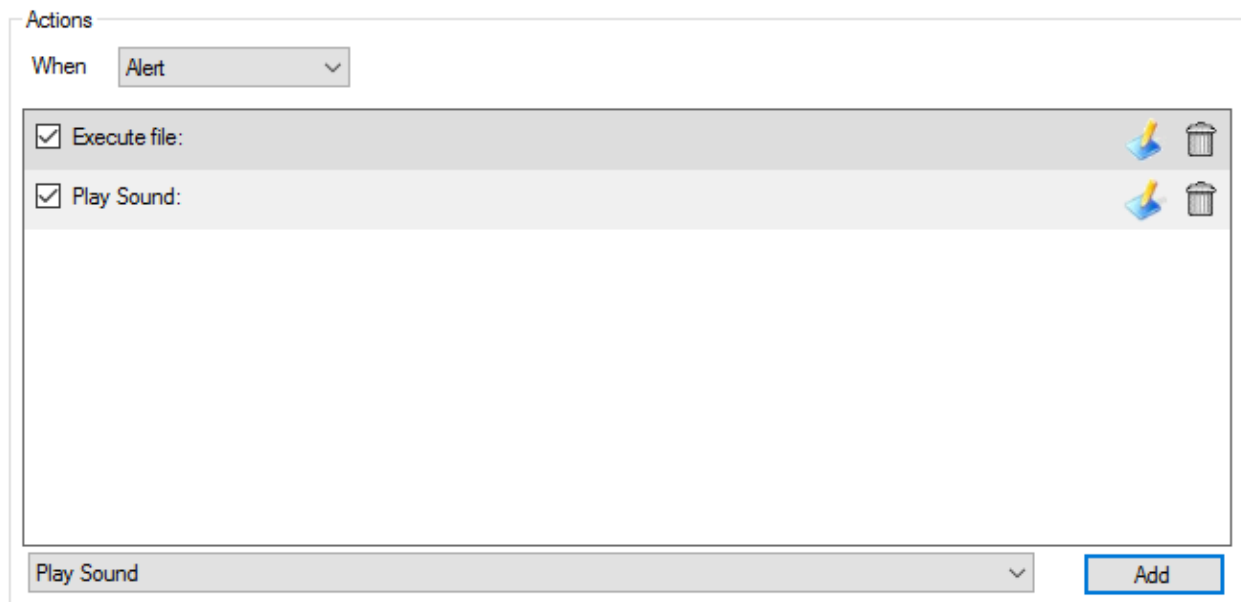 Actions
When Alert
Execute file:
Play Sound:
Play Sound Add